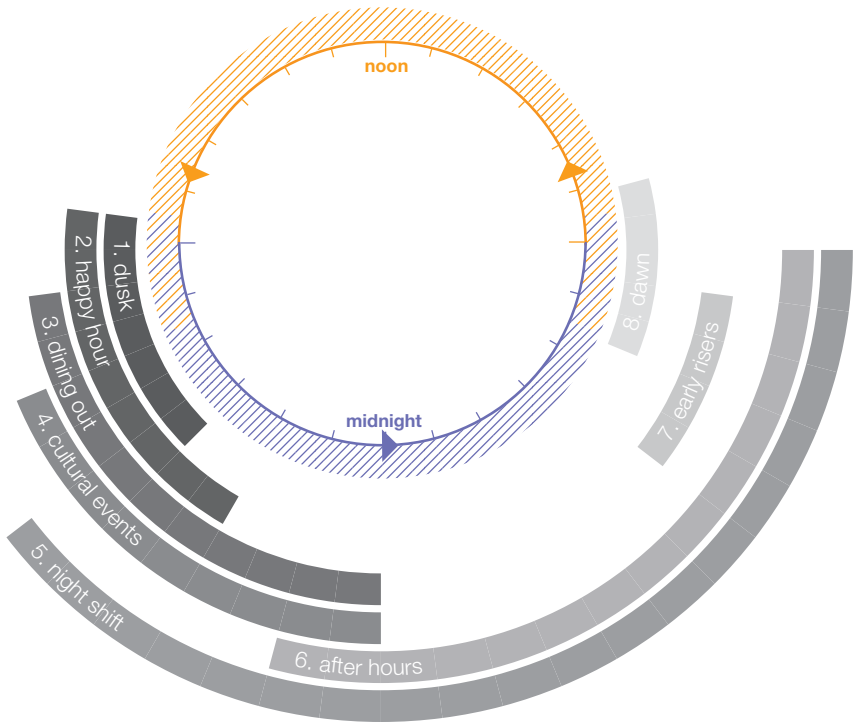 noon
midnight
1. dusk
2. happy hour
3. dining out
4. cultural events
5. night shift
6. after hours
7. early risers
8. dawn